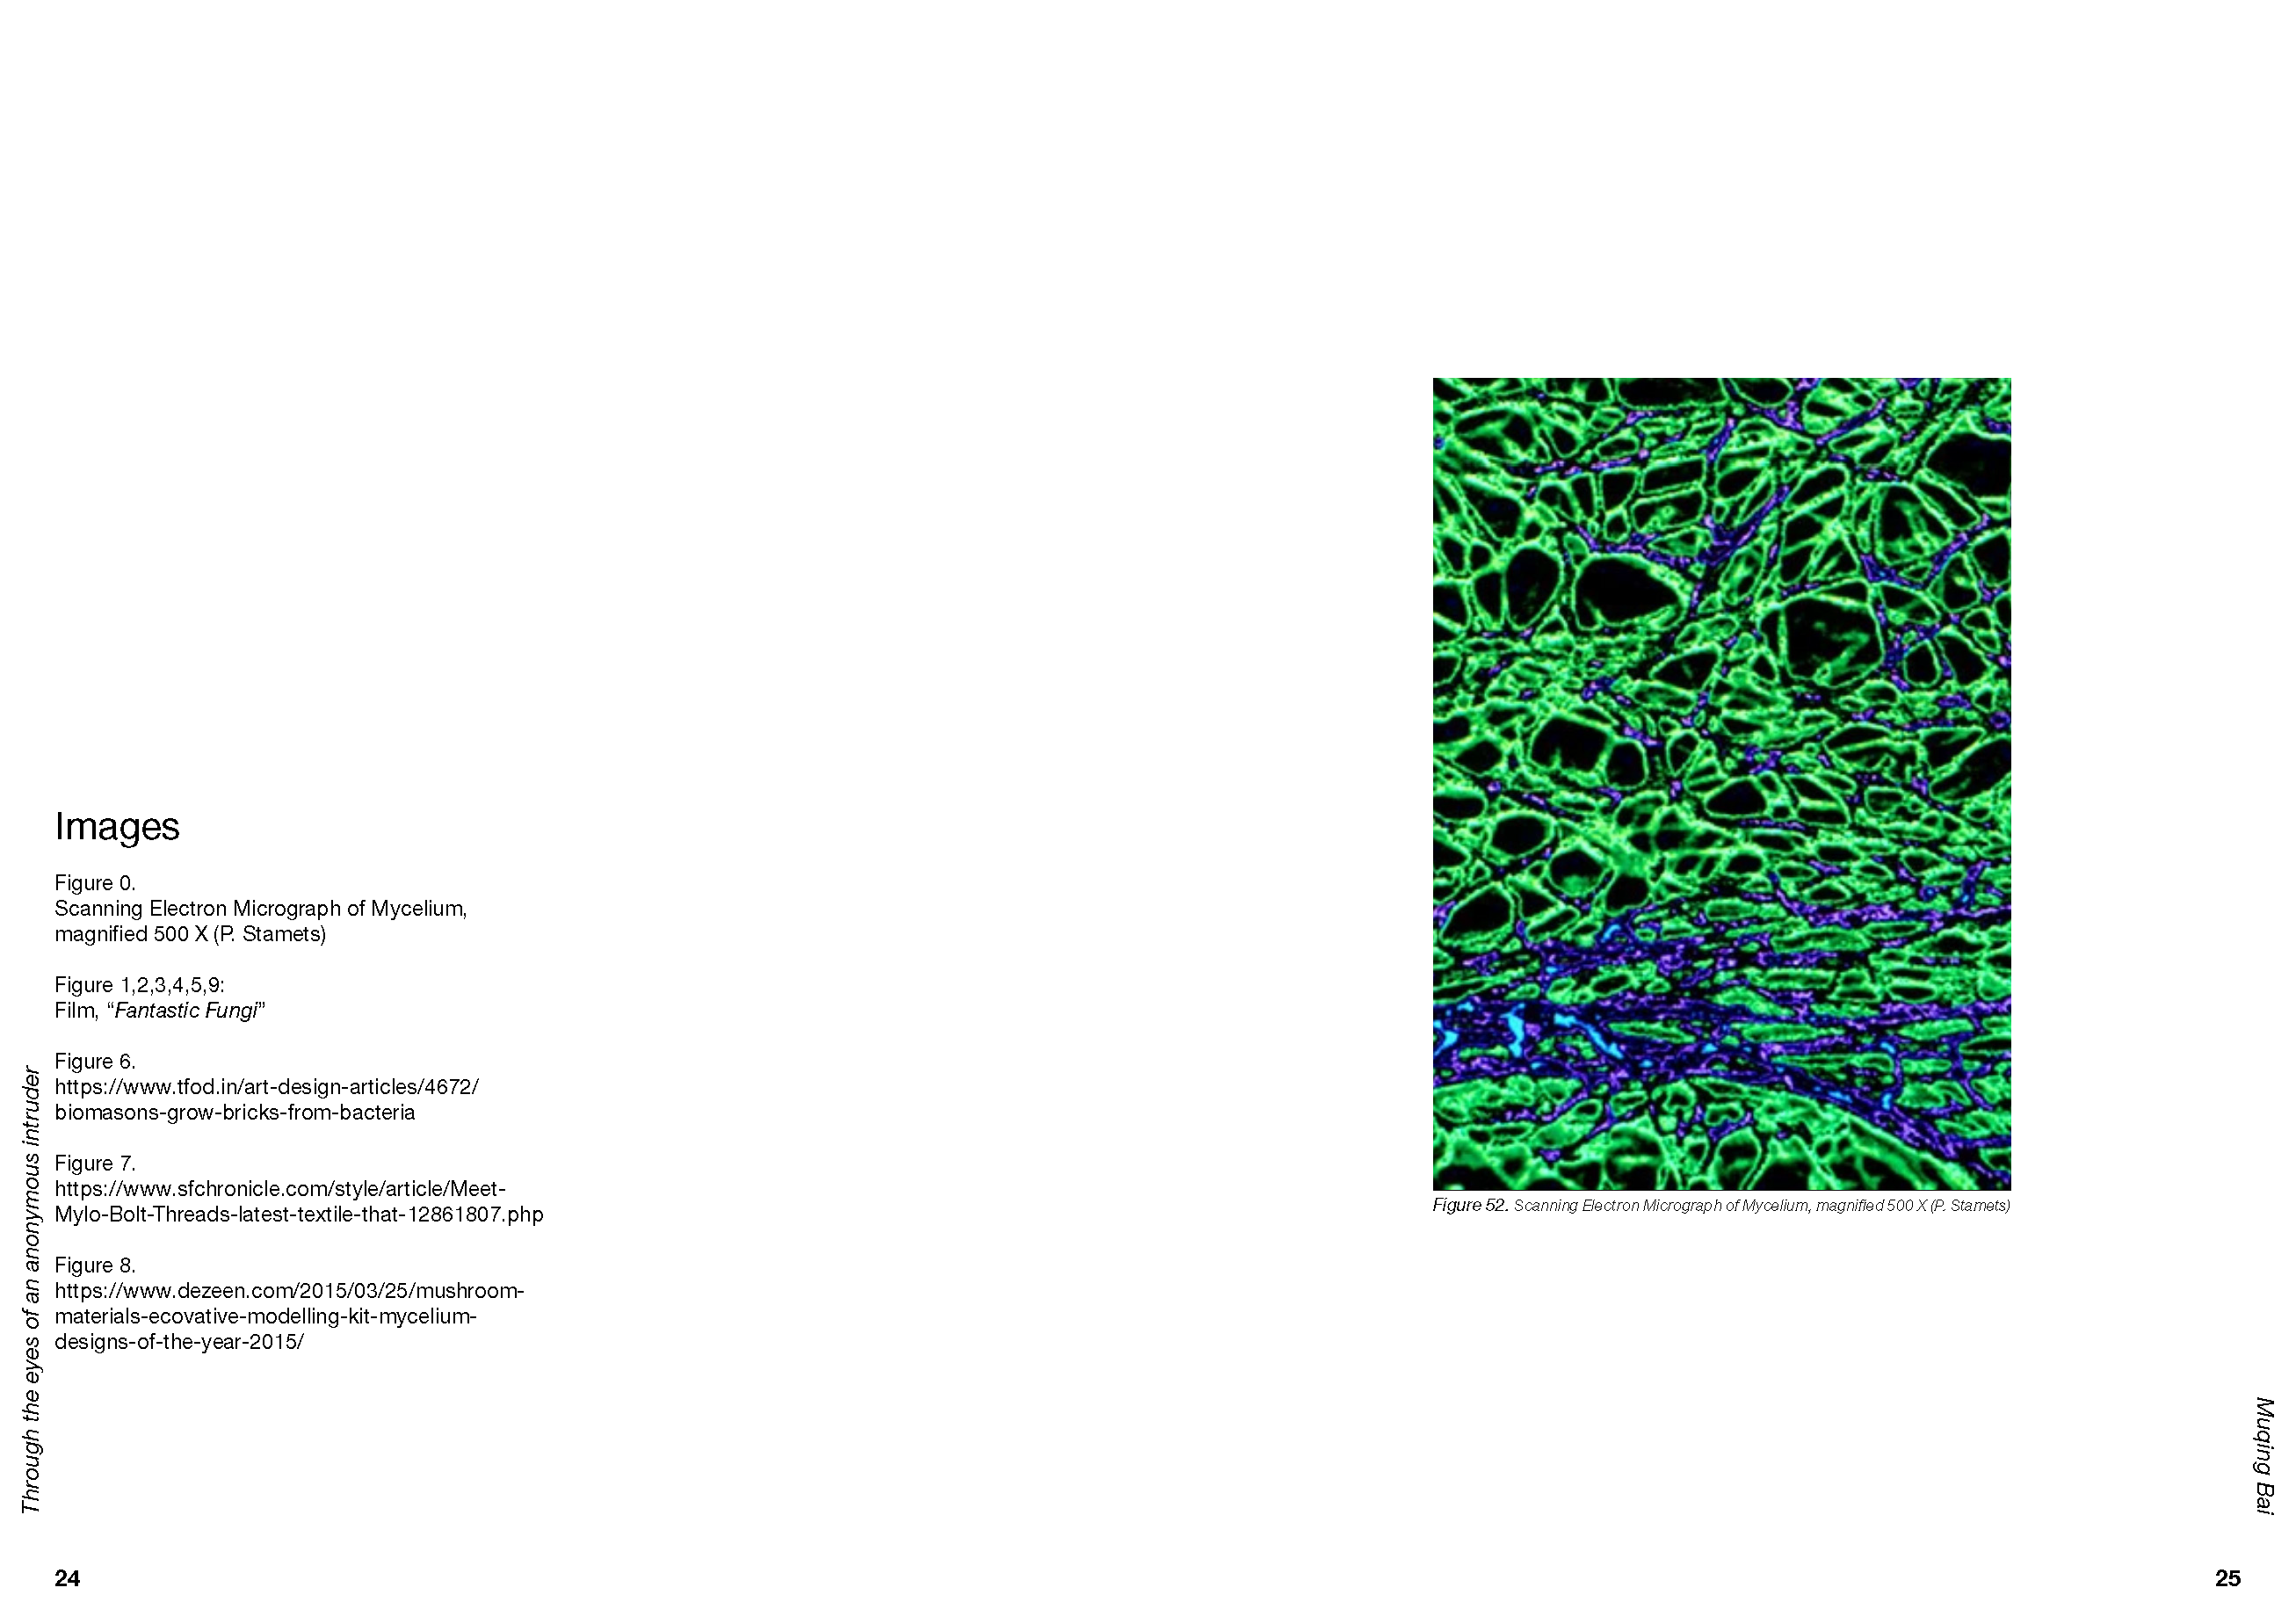 Images
Figure 0.
Scanning Electron Micrograph of Mycelium,
magnified 500 X (P. Stamets)
Figure 1,2,3,4,5,9:
Film, “Fantastic Fungi”
Figure 6.
https://www.tfod.in/art-design-articles/4672/
biomasons-grow-bricks-from-bacteria
Figure 7.
https://www.sfchronicle.com/style/article/Meet-
Mylo-Bolt-Threads-latest-textile-that-12861807.php
Figure 8.
https://www.dezeen.com/2015/03/25/mushroom-
materials-ecovative-modelling-kit-mycelium-
designs-of-the-year-2015/
Through the eyes of an anonymous intruder
24
Figure 52. Scanning Electron Micrograph of Mycelium, magnified 500 X (P. Stamets)
Muqing Bai
25